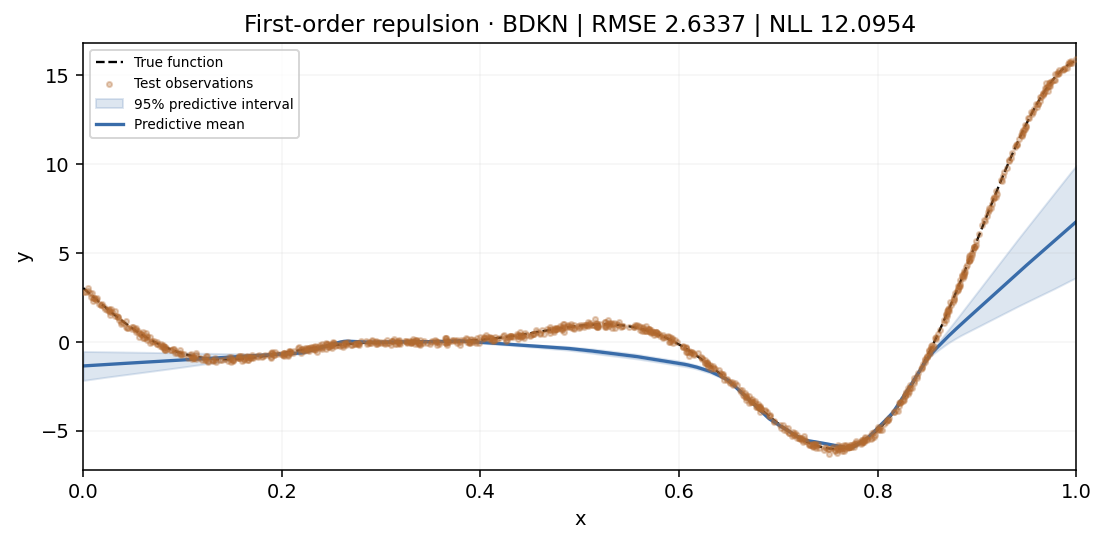 First-order repulsion · BDKN | RMSE 2.6337 | NLL 12.0954
True function
Test observations
95% predictive interval
Predictive mean
y
15
10
5
0
−5
0.0 0.2 0.4 0.6 0.8 1.0
x